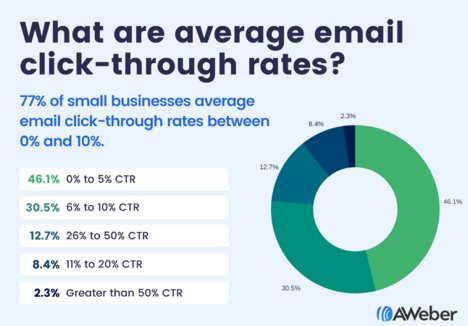 What are average email
click-through rates?
77% of small businesses average
email click-through rates between
0% and 10%.
46.1% 0% to 5% CTR
30.5% 6% to 10% CTR
12.7% 26% to 50% CTR
8.4% 11% to 20% CTR
2.3% Greater than 50% CTR
2.3%
8.4%
12.7%
46.1%
30.5%
AWeber